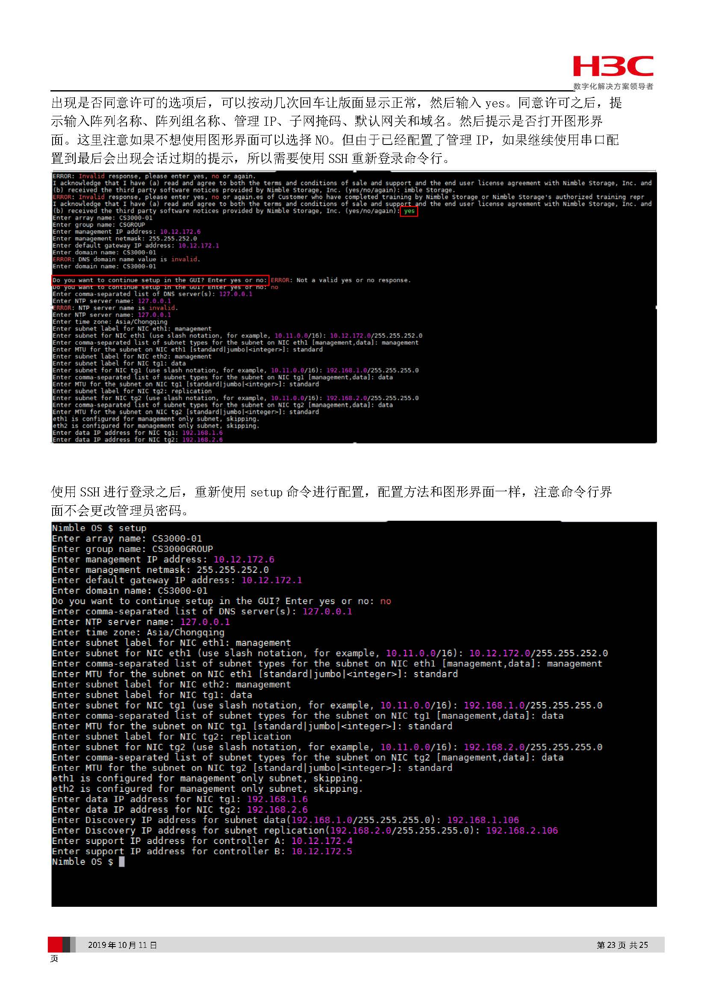 H3C
数字化解决方案领导者
出现是否同意许可的选项后，可以按动几次回车让版面显示正常，然后输入 yes。同意许可之后，提
示输入阵列名称、阵列组名称、管理 IP、子网掩码、默认网关和域名。然后提示是否打开图形界
面。这里注意如果不想使用图形界面可以选择 NO。但由于已经配置了管理 IP，如果继续使用串口配
置到最后会出现会话过期的提示，所以需要使用 SSH 重新登录命令行。
ERROR: Invalid response, please enter yes, no or again.
I acknowledge that I have (a) read and agree to both the terms and conditions of sale and support and the end user license agreement with Nimble Storage, Inc. and
(b) received the third party software notices provided by Nimble Storage, Inc. (yes/no/again): imble Storage.
ERROR: Invalid response, please enter yes, no or again.es of Customer who have completed training by Nimble Storage or Nimble Storage's authorized training repr
I acknowledge that I have (a) read and agree to both the terms and conditions of sale and support and the end user license agreement with Nimble Storage, Inc. and
(b) received the third party software notices provided by Nimble Storage, Inc. (yes/no/again): yes
Enter array name: CS3000-01
Enter group name: CSGROUP
Enter management IP address: 10.12.172.6
Enter management netmask: 255.255.252.0
Enter default gateway IP address: 10.12.172.1
Enter domain name: CS3000-01
ERROR: DNS domain name value is invalid.
Enter domain name: CS3000-01
Do you want to continue setup in the GUI? Enter yes or no: ERROR: Not a valid yes or no response.
Do you want to continue setup in the GUI? Enter yes or no: no
Enter comma-separated list of DNS server(s): 127.0.0.1
Enter NTP server name: 127.0.0.1
ERROR: NTP server name is invalid.
Enter NTP server name: 127.0.0.1
Enter time zone: Asia/Chongqing
Enter subnet label for NIC eth1: management
Enter subnet for NIC eth1 (use slash notation, for example, 10.11.0.0/16): 10.12.172.0/255.255.252.0
Enter comma-separated list of subnet types for the subnet on NIC eth1 [management,data]: management
Enter MTU for the subnet on NIC eth1 [standard|jumbo|<integer>]: standard
Enter subnet label for NIC eth2: management
Enter subnet label for NIC tg1: data
Enter subnet for NIC tg1 (use slash notation, for example, 10.11.0.0/16): 192.168.1.0/255.255.255.0
Enter comma-separated list of subnet types for the subnet on NIC tg1 [management,data]: data
Enter MTU for the subnet on NIC tg1 [standard|jumbo|<integer>]: standard
Enter subnet label for NIC tg2: replication
Enter subnet for NIC tg2 (use slash notation, for example, 10.11.0.0/16): 192.168.2.0/255.255.255.0
Enter comma-separated list of subnet types for the subnet on NIC tg2 [management,data]: data
Enter MTU for the subnet on NIC tg2 [standard|jumbo|<integer>]: standard
eth1 is configured for management only subnet, skipping.
eth2 is configured for management only subnet, skipping.
Enter data IP address for NIC tg1: 192.168.1.6
Enter data IP address for NIC tg2: 192.168.2.6
使用 SSH 进行登录之后，重新使用 setup 命令进行配置，配置方法和图形界面一样，注意命令行界
面不会更改管理员密码。
Nimble OS $ setup
Enter array name: CS3000-01
Enter group name: CS3000GROUP
Enter management IP address: 10.12.172.6
Enter management netmask: 255.255.252.0
Enter default gateway IP address: 10.12.172.1
Enter domain name: CS3000-01
Do you want to continue setup in the GUI? Enter yes or no: no
Enter comma-separated list of DNS server(s): 127.0.0.1
Enter NTP server name: 127.0.0.1
Enter time zone: Asia/Chongqing
Enter subnet label for NIC eth1: management
Enter subnet for NIC eth1 (use slash notation, for example, 10.11.0.0/16): 10.12.172.0/255.255.252.0
Enter comma-separated list of subnet types for the subnet on NIC eth1 [management,data]: management
Enter MTU for the subnet on NIC eth1 [standard|jumbo|<integer>]: standard
Enter subnet label for NIC eth2: management
Enter subnet label for NIC tg1: data
Enter subnet for NIC tg1 (use slash notation, for example, 10.11.0.0/16): 192.168.1.0/255.255.255.0
Enter comma-separated list of subnet types for the subnet on NIC tg1 [management,data]: data
Enter MTU for the subnet on NIC tg1 [standard|jumbo|<integer>]: standard
Enter subnet label for NIC tg2: replication
Enter subnet for NIC tg2 (use slash notation, for example, 10.11.0.0/16): 192.168.2.0/255.255.255.0
Enter comma-separated list of subnet types for the subnet on NIC tg2 [management,data]: data
Enter MTU for the subnet on NIC tg2 [standard|jumbo|<integer>]: standard
eth1 is configured for management only subnet, skipping.
eth2 is configured for management only subnet, skipping.
Enter data IP address for NIC tg1: 192.168.1.6
Enter data IP address for NIC tg2: 192.168.2.6
Enter Discovery IP address for subnet data(192.168.1.0/255.255.255.0): 192.168.1.106
Enter Discovery IP address for subnet replication(192.168.2.0/255.255.255.0): 192.168.2.106
Enter support IP address for controller A: 10.12.172.4
Enter support IP address for controller B: 10.12.172.5
Nimble OS $
2019 年 10 月 11 日
第 23 页 共 25
页